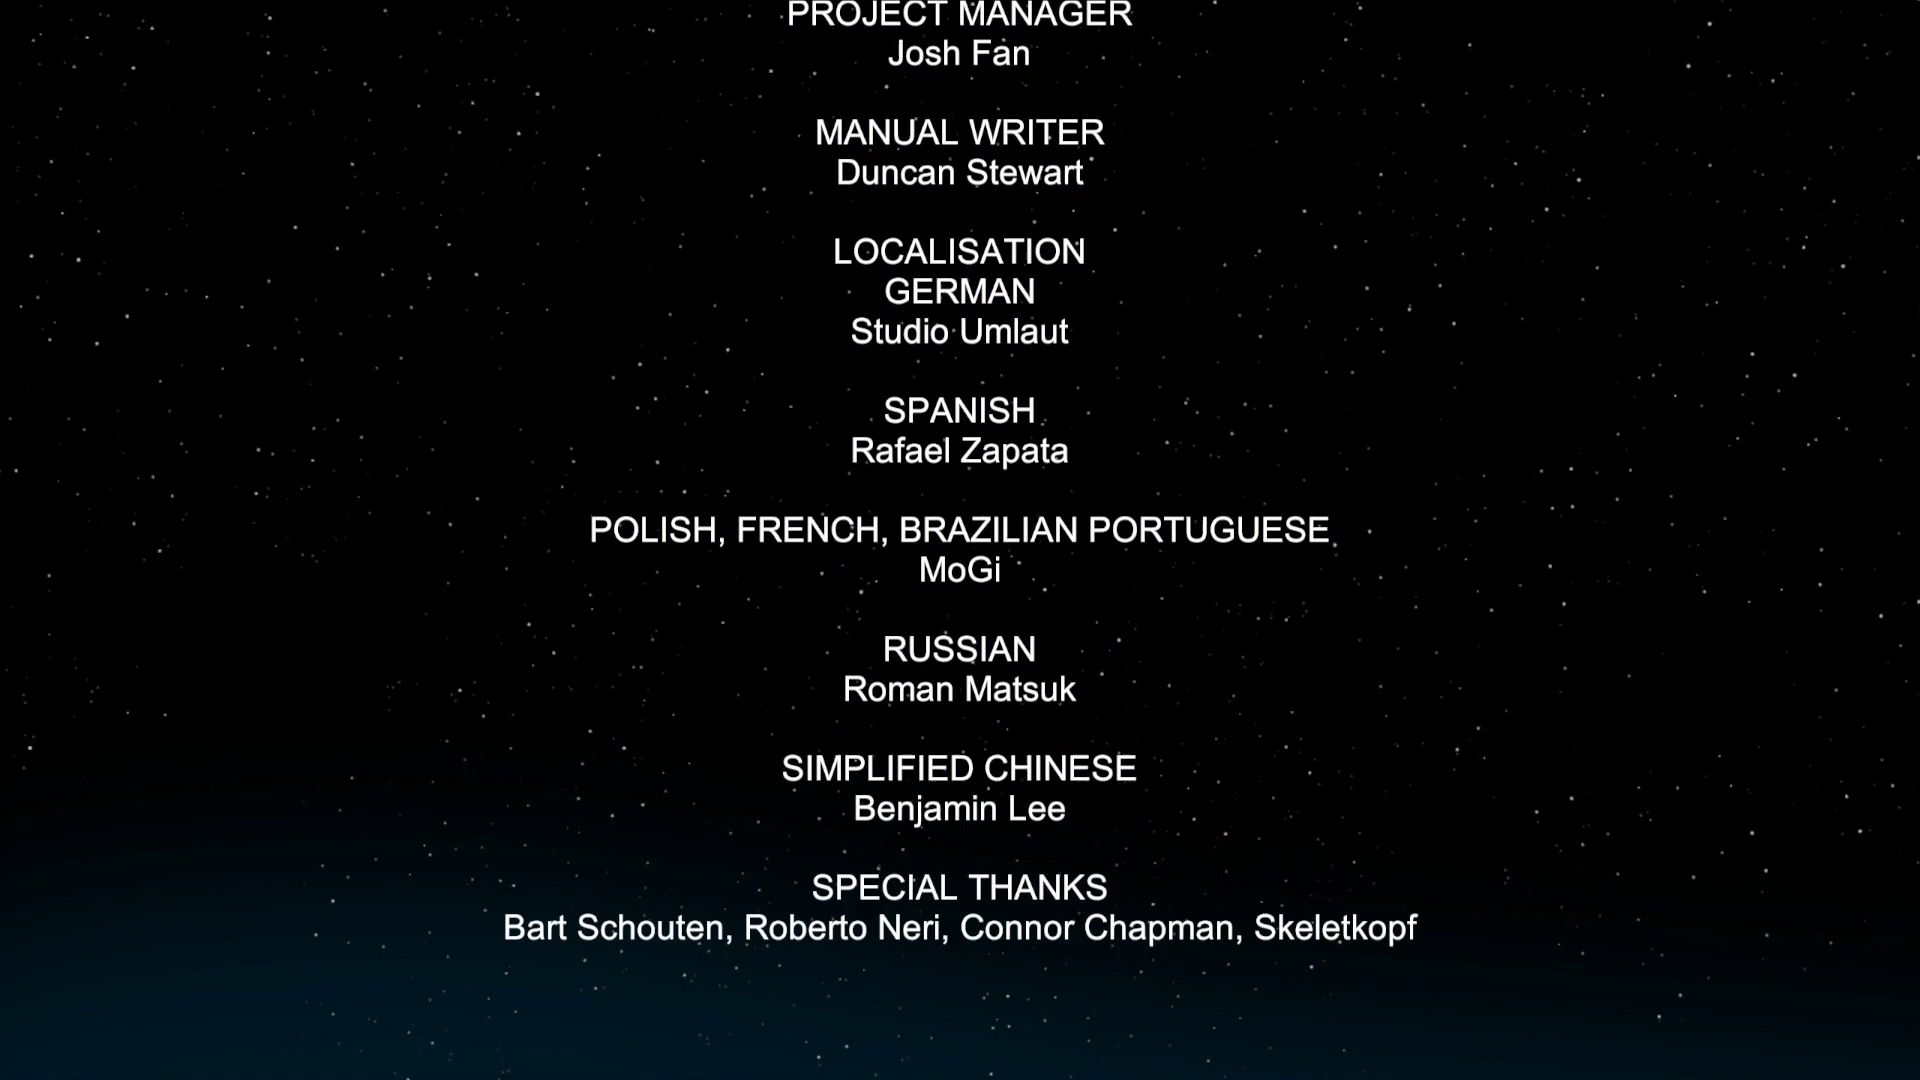 PROJECT MANAGER
Josh Fan
MANUAL WRITER
Duncan Stewart
LOCALISATION
GERMAN
Studio Umlaut
SPANISH
Rafael Zapata
POLISH, FRENCH, BRAZILIAN PORTUGUESE
MoGi
RUSSIAN
Roman Matsuk
SIMPLIFIED CHINESE
Benjamin Lee
SPECIAL THANKS
Bart Schouten, Roberto Neri, Connor Chapman, Skeletkopf